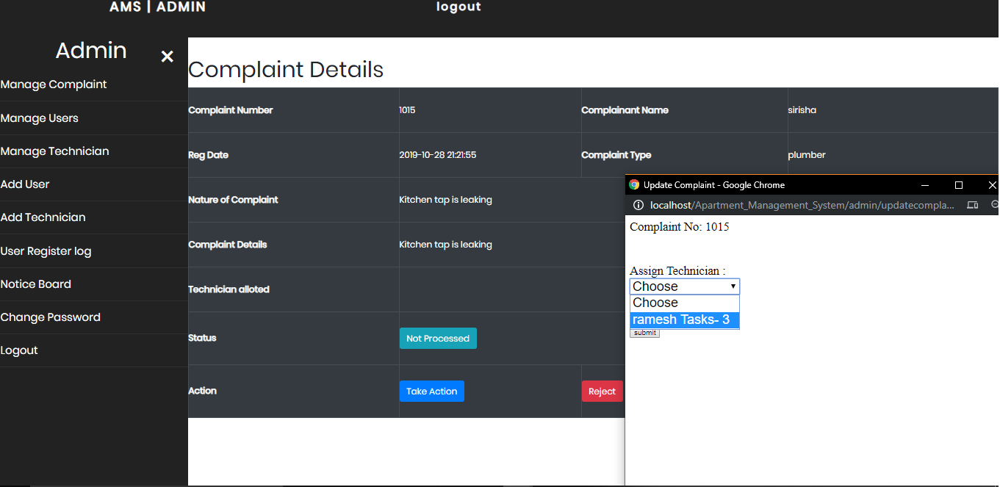 AMS | ADMIN logout
Admin ×
Manage Complaint
Manage Users
Manage Technician
Add User
Add Technician
User Register log
Notice Board
Change Password
Logout
Complaint Details
Complaint Number 1015 Complainant Name sirisha
Reg Date 2019-10-28 21:21:55 Complaint Type plumber
Nature of Complaint Kitchen tap is leaking
Complaint Details Kitchen tap is leaking
Technician alloted
Status Not Processed
Action Take Action Reject
Update Complaint - Google Chrome
localhost/Apartment_Management_System/admin/updatecompla...
Complaint No: 1015
Assign Technician :
Choose
Choose
ramesh Tasks- 3
submit